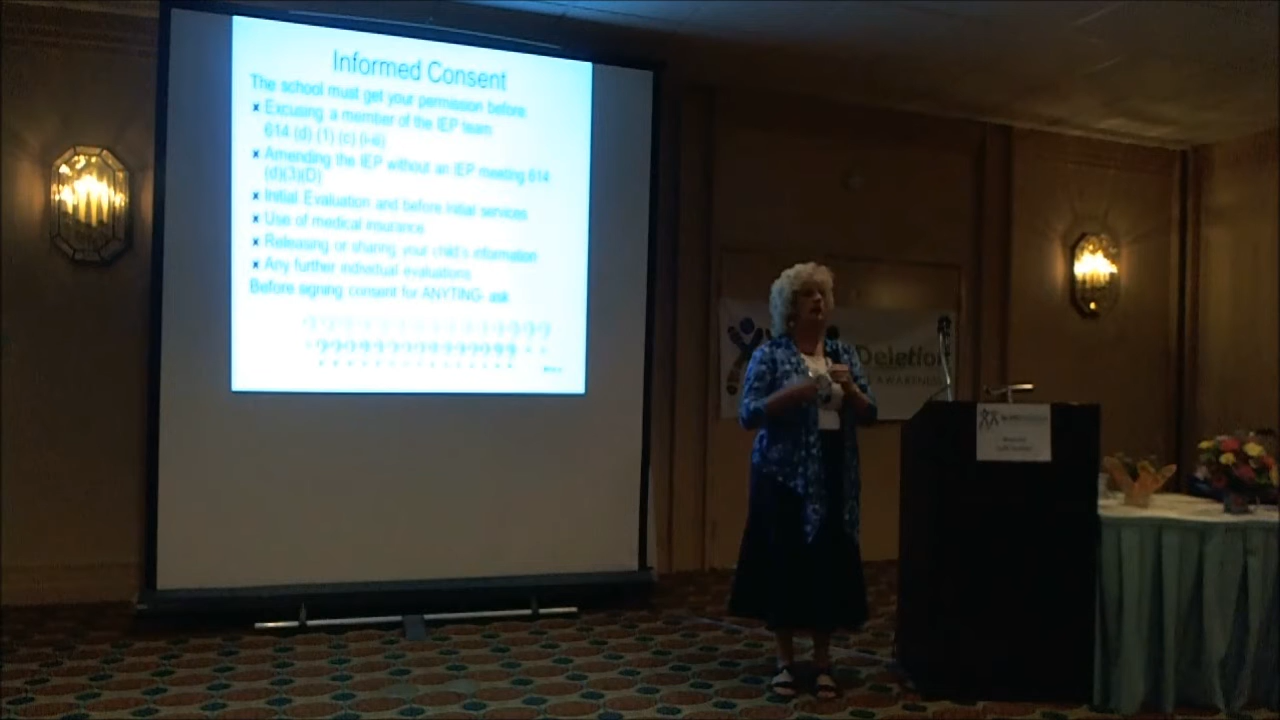 Informed Consent
The school must get your permission before
× Excusing a member of the IEP team
614 (d) (1) (c) (i-iii)
× Amending the IEP without an IEP meeting 614
(d)(3)(D)
× Initial Evaluation and before initial services
× Use of medical insurance
× Releasing or sharing your child's information
× Any further individual evaluations
Before signing consent for ANYTING- ask
Deletion
AWARENESS